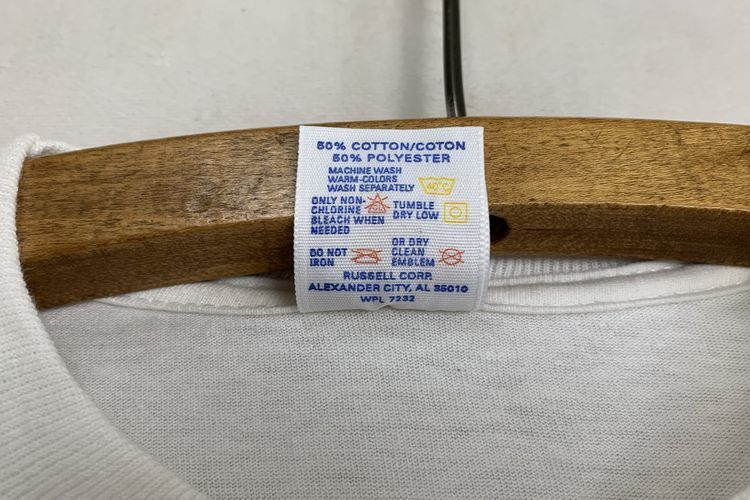 50% COTTON/COTON
50% POLYESTER
MACHINE WASH
WARM-COLORS
WASH SEPARATELY 40°C
ONLY NON-
CHLORINE
BLEACH WHEN
NEEDED
TUMBLE
DRY LOW
DO NOT
IRON
OR DRY
CLEAN
EMBLEM
RUSSELL CORP.
ALEXANDER CITY, AL 35010
WPL 7232